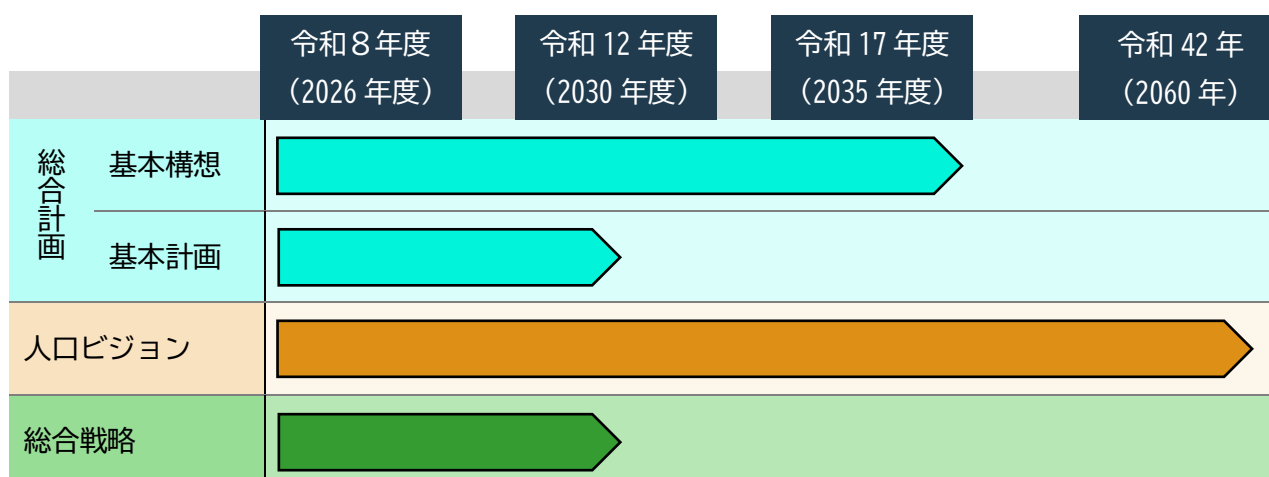 令和８年度
（2026 年度）
令和 12 年度
（2030 年度）
令和 17 年度
（2035 年度）
令和 42 年
（2060 年）
総合計画
基本構想
基本計画
人口ビジョン
総合戦略